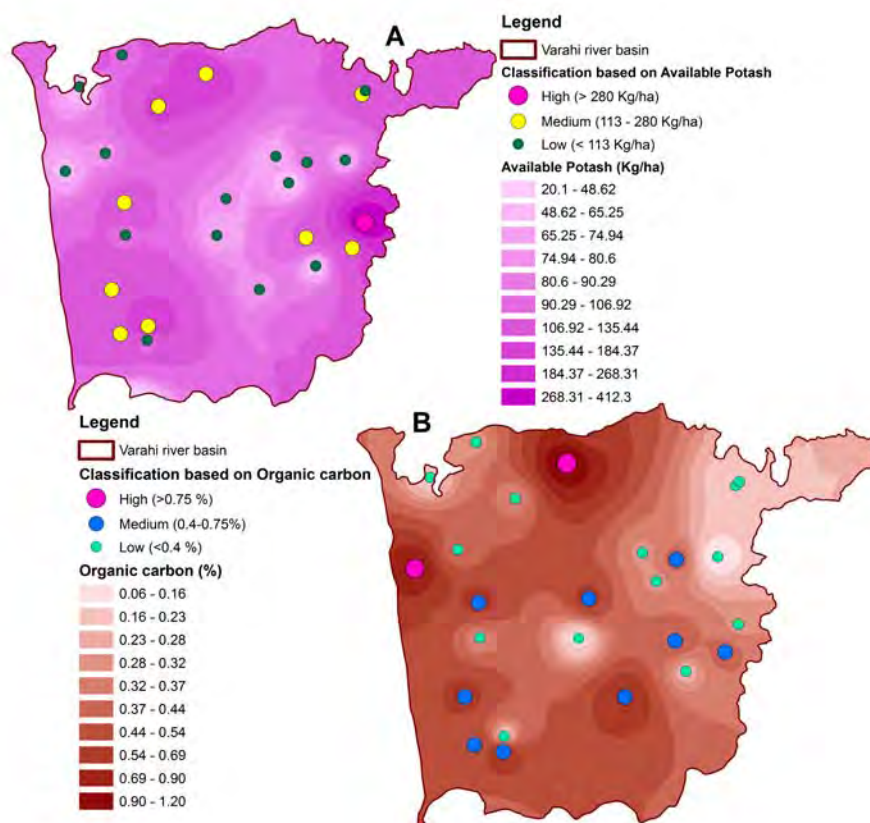 A
Legend
Varahi river basin
Classification based on Available Potash
High (> 280 Kg/ha)
Medium (113 - 280 Kg/ha)
Low (< 113 Kg/ha)
Available Potash (Kg/ha)
20.1 - 48.62
48.62 - 65.25
65.25 - 74.94
74.94 - 80.6
80.6 - 90.29
90.29 - 106.92
106.92 - 135.44
135.44 - 184.37
184.37 - 268.31
268.31 - 412.3
B
Legend
Varahi river basin
Classification based on Organic carbon
High (>0.75 %)
Medium (0.4-0.75%)
Low (<0.4 %)
Organic carbon (%)
0.06 - 0.16
0.16 - 0.23
0.23 - 0.28
0.28 - 0.32
0.32 - 0.37
0.37 - 0.44
0.44 - 0.54
0.54 - 0.69
0.69 - 0.90
0.90 - 1.20